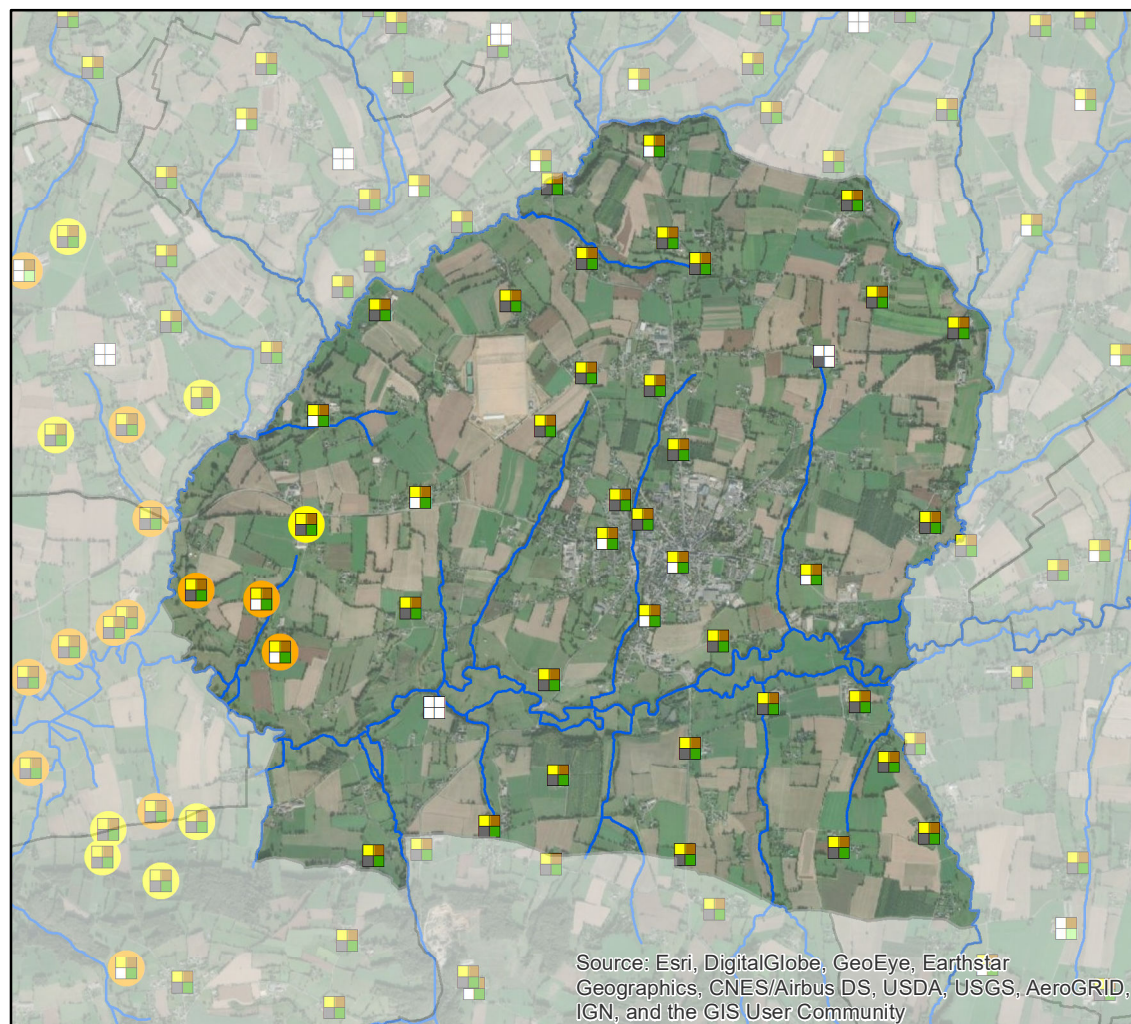 Source: Esri, DigitalGlobe, GeoEye, Earthstar
Geographics, CNES/Airbus DS, USDA, USGS, AeroGRID,
IGN, and the GIS User Community